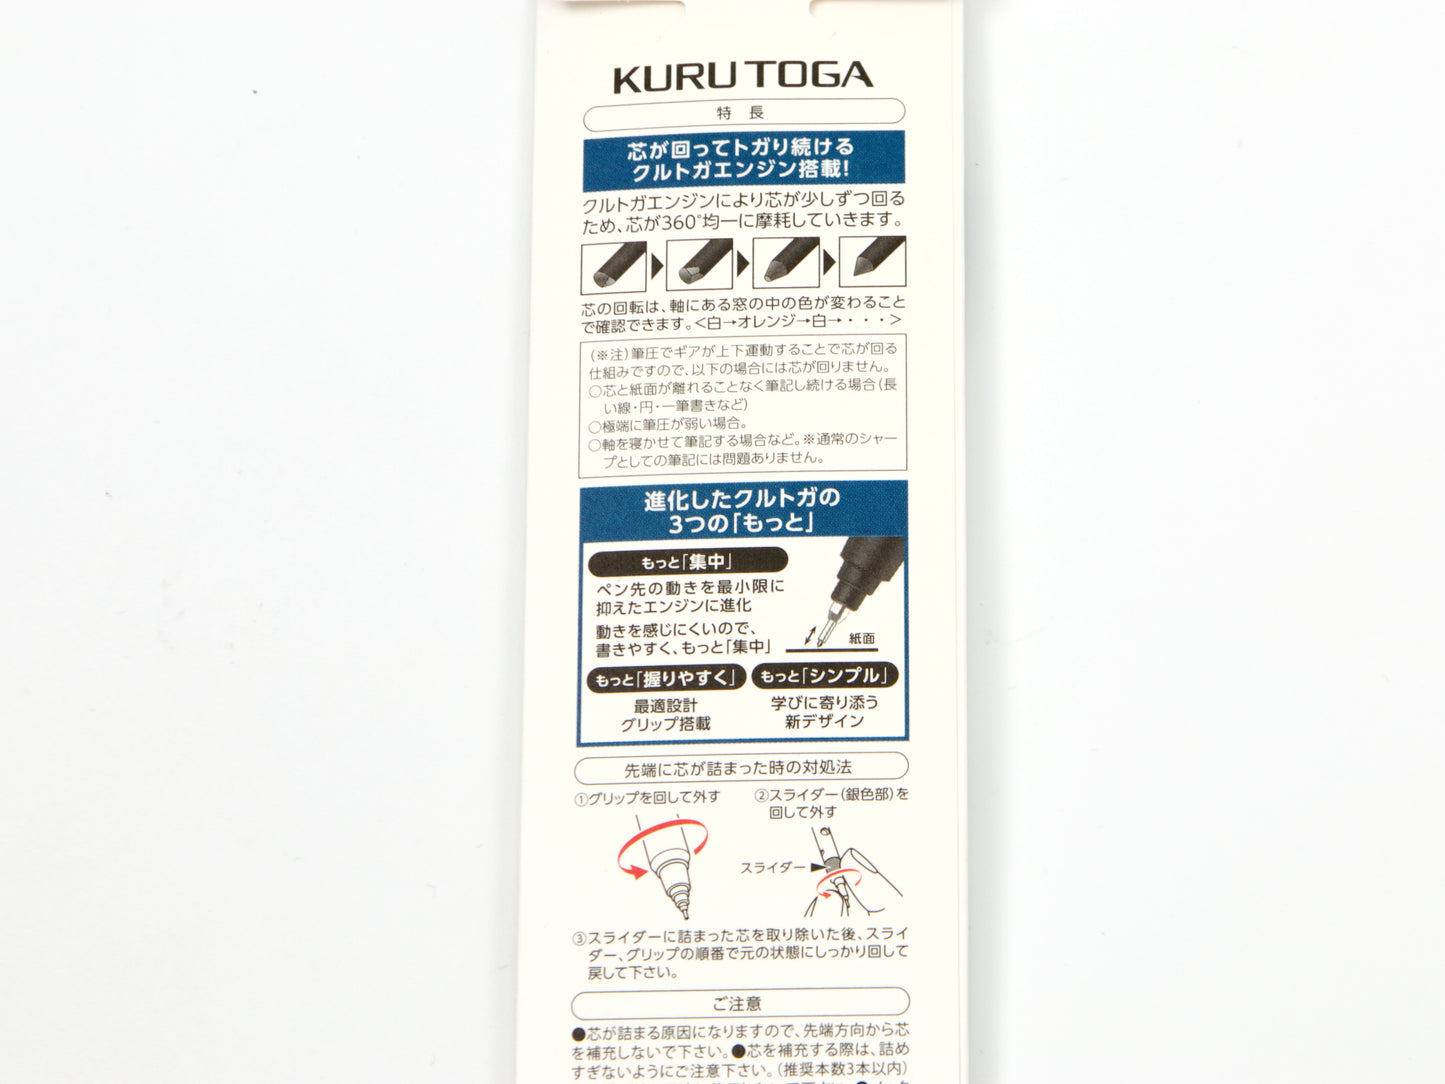 KURU TOGA
特 長
芯が回ってトガり続ける
クルトガエンジン搭載!
クルトガエンジンにより芯が少しずつ回る
ため、芯が360°均一に摩耗していきます。
芯の回転は、軸にある窓の中の色が変わること
で確認できます。<白→オレンジ→白→・・・>
(※注)筆圧でギアが上下運動することで芯が回る
仕組みですので、以下の場合には芯が回りません。
○芯と紙面が離れることなく筆記し続ける場合(長
い線・円・一筆書きなど)
○極端に筆圧が弱い場合。
○軸を寝かせて筆記する場合など。※通常のシャー
プとしての筆記には問題ありません。
進化したクルトガの
3つの「もっと」
もっと「集中」
ペン先の動きを最小限に
抑えたエンジンに進化
動きを感じにくいので、
書きやすく、もっと「集中」
紙面
もっと「握りやすく」
最適設計
グリップ搭載
もっと「シンプル」
学びに寄り添う
新デザイン
先端に芯が詰まった時の対処法
①グリップを回して外す
②スライダー(銀色部)を
回して外す
スライダー
③スライダーに詰まった芯を取り除いた後、スライ
ダー、グリップの順番で元の状態にしっかり回して
戻して下さい。
ご注意
●芯が詰まる原因になりますので、先端方向から芯
を補充しないで下さい。●芯を補充する際は、詰め
すぎないようにご注意下さい。(推奨本数3本以内)